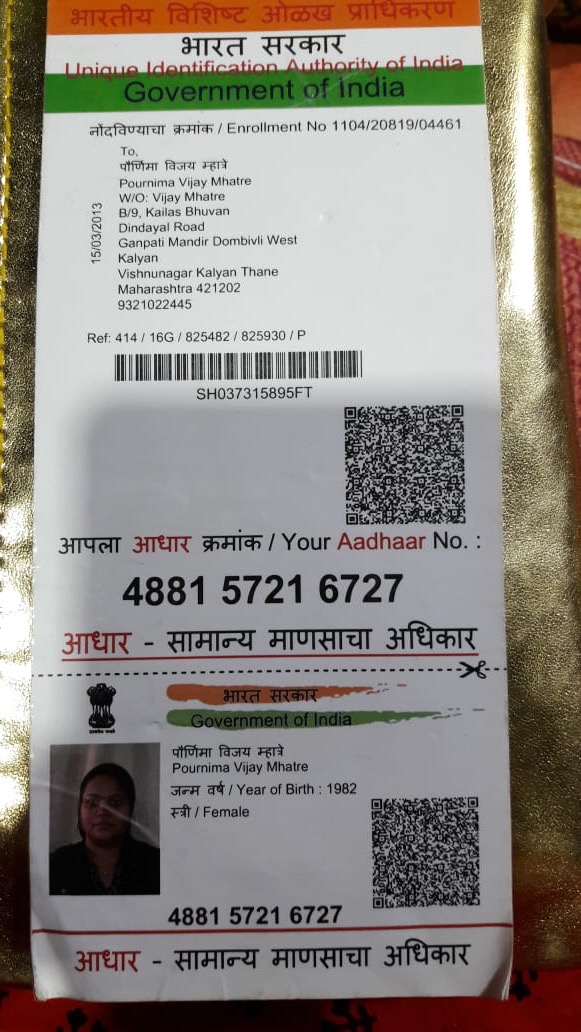 भारतीय विशिष्ट ओळख प्राधिकरण
भारत सरकार
Unique Identification Authority of India
Government of India
नोंदविण्याचा क्रमांक / Enrollment No 1104/20819/04461
To,
पौर्णिमा विजय म्हात्रे
Pournima Vijay Mhatre
W/O: Vijay Mhatre
B/9, Kailas Bhuvan
Dindayal Road
Ganpati Mandir Dombivli West
Kalyan
Vishnunagar Kalyan Thane
Maharashtra 421202
9321022445
15/03/2013
Ref: 414 / 16G / 825482 / 825930 / P
SH037315895FT
आपला आधार क्रमांक / Your Aadhaar No. :
4881 5721 6727
आधार - सामान्य माणसाचा अधिकार
भारत सरकार
Government of India
पौर्णिमा विजय म्हात्रे
Pournima Vijay Mhatre
जन्म वर्ष / Year of Birth : 1982
स्त्री / Female
4881 5721 6727
आधार - सामान्य माणसाचा अधिकार